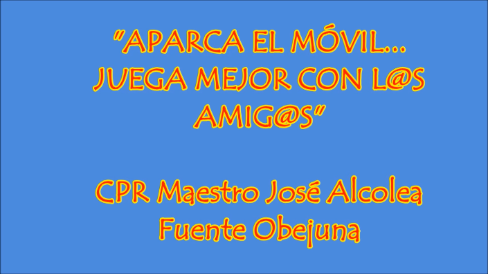 "APARCA EL MÓVIL...
JUEGA MEJOR CON L@S
AMIG@S"
CPR Maestro José Alcolea
Fuente Obejuna